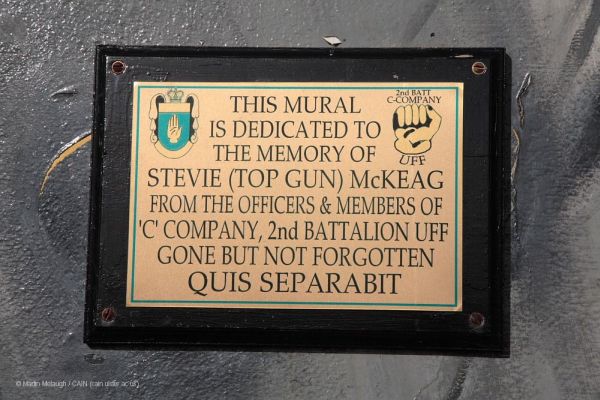 2nd BATT
C-COMPANY
UFF
THIS MURAL
IS DEDICATED TO
THE MEMORY OF
STEVIE (TOP GUN) McKEAG
FROM THE OFFICERS & MEMBERS OF
'C' COMPANY, 2nd BATTALION UFF
GONE BUT NOT FORGOTTEN
QUIS SEPARABIT
© Martin Melaugh / CAIN (cain.ulster.ac.uk)